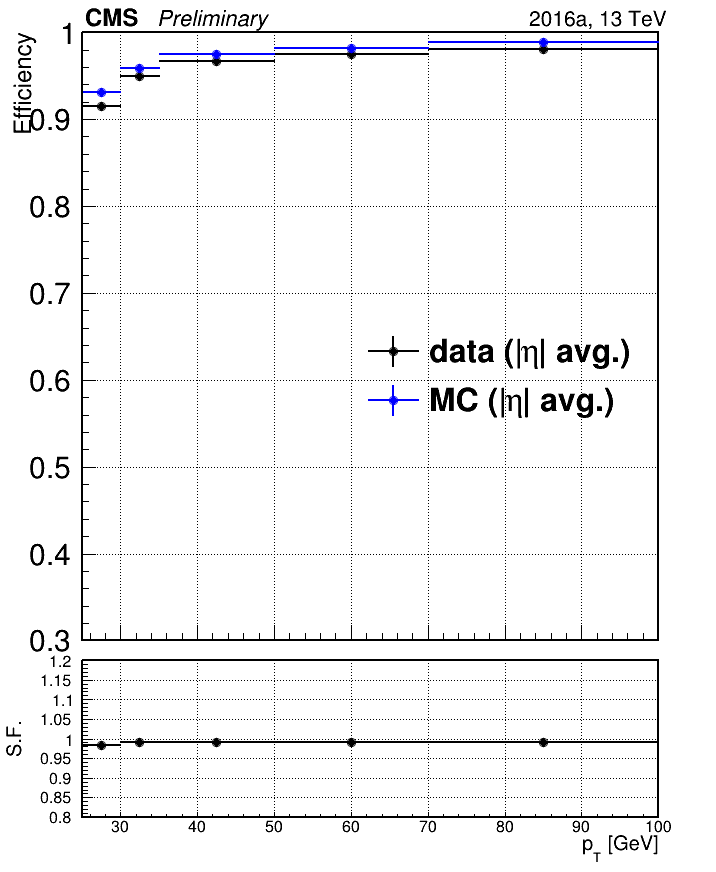 CMS Preliminary 2016a, 13 TeV
Efficiency
1
0.9
0.8
0.7
0.6
0.5
0.4
0.3
data (|η| avg.)
MC (|η| avg.)
S.F.
1.2
1.15
1.1
1.05
1
0.95
0.9
0.85
0.8
30 40 50 60 70 80 90 100
p_T [GeV]